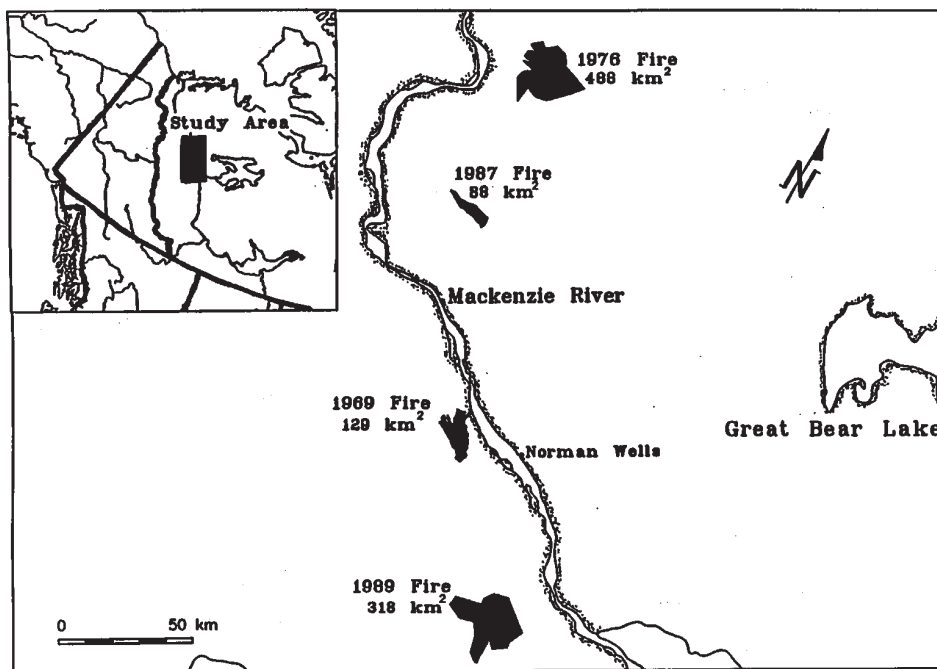 Study Area
1976 Fire
488 km²
1987 Fire
88 km²
N
Mackenzie River
1969 Fire
129 km²
Norman Wells
Great Bear Lake
1989 Fire
318 km²
0 50 km